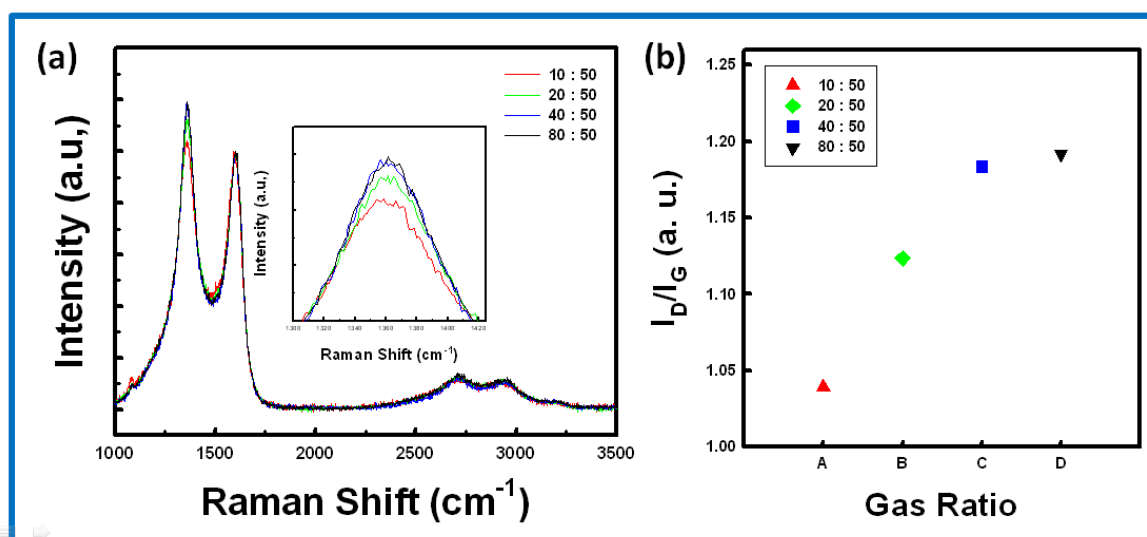 (a)
Intensity (a.u,)
10 : 50
20 : 50
40 : 50
80 : 50
Intensity (a.u.)
1300 1320 1340 1360 1380 1400 1420
Raman Shift (cm⁻¹)
1000 1500 2000 2500 3000 3500
Raman Shift (cm⁻¹)
(b)
I_D/I_G (a. u.)
1.25
1.20
1.15
1.10
1.05
1.00
10 : 50
20 : 50
40 : 50
80 : 50
A B C D
Gas Ratio